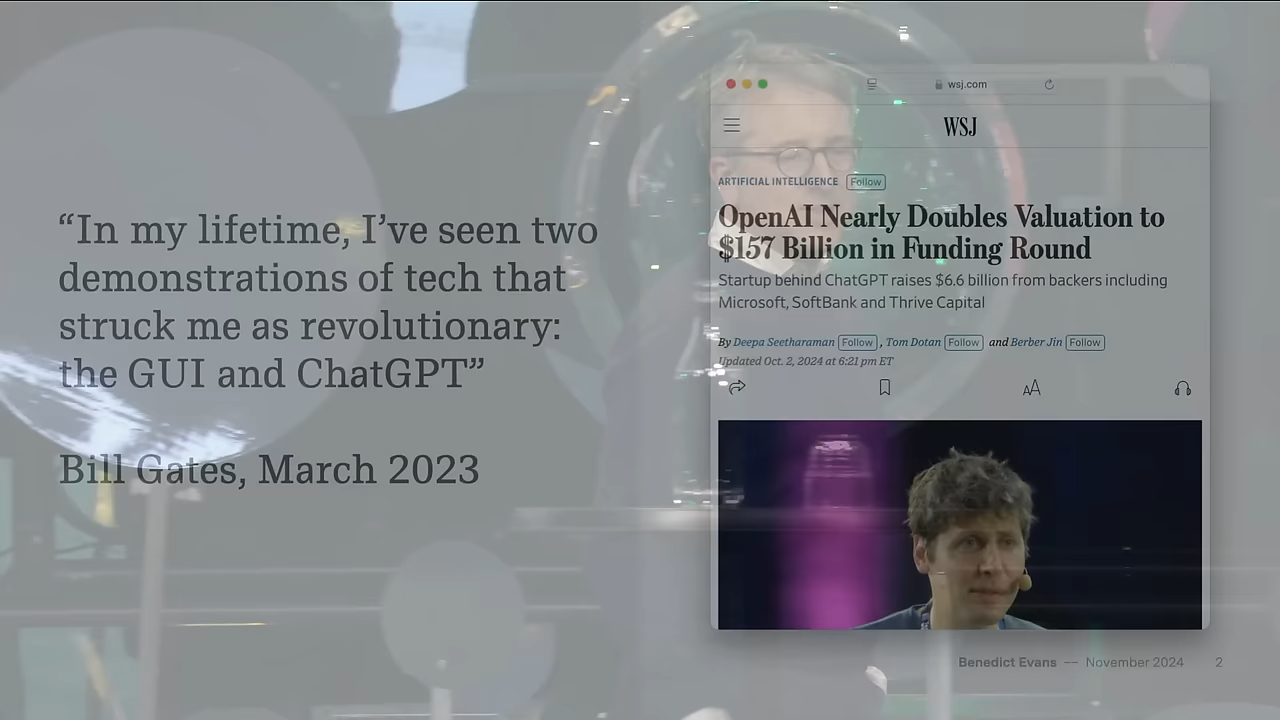 “In my lifetime, I’ve seen two
demonstrations of tech that
struck me as revolutionary:
the GUI and ChatGPT”
Bill Gates, March 2023
wsj.com
WSJ
ARTIFICIAL INTELLIGENCE Follow
OpenAI Nearly Doubles Valuation to
$157 Billion in Funding Round
Startup behind ChatGPT raises $6.6 billion from backers including
Microsoft, SoftBank and Thrive Capital
By Deepa Seetharaman Follow, Tom Dotan Follow and Berber Jin Follow
Updated Oct. 2, 2024 at 6:21 pm ET
AA
Benedict Evans — November 2024 2